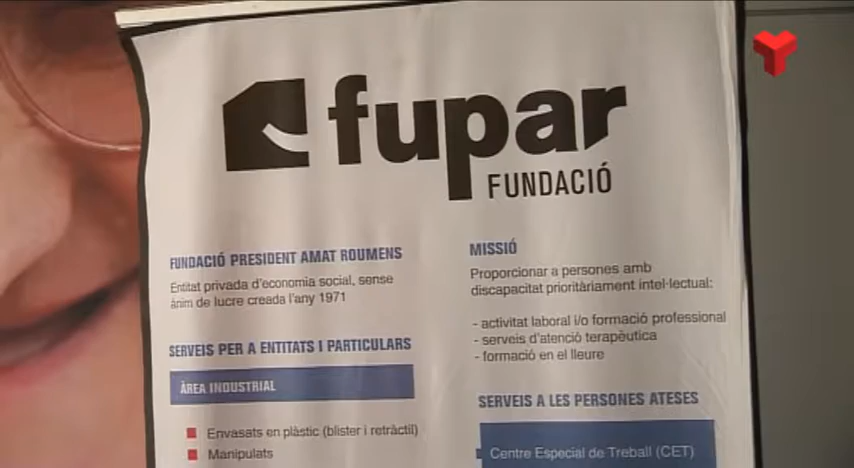 fupar
FUNDACIÓ
FUNDACIÓ PRESIDENT AMAT ROUMENS
Entitat privada d'economia social, sense
ànim de lucre creada l'any 1971
SERVEIS PER A ENTITATS I PARTICULARS
ÀREA INDUSTRIAL
Envasats en plàstic (blister i retràctil)
Manipulats
MISSIÓ
Proporcionar a persones amb
discapacitat prioritàriament intel·lectual:
- activitat laboral i/o formació professional
- serveis d'atenció terapèutica
- formació en el lleure
SERVEIS A LES PERSONES ATESES
Centre Especial de Treball (CET)